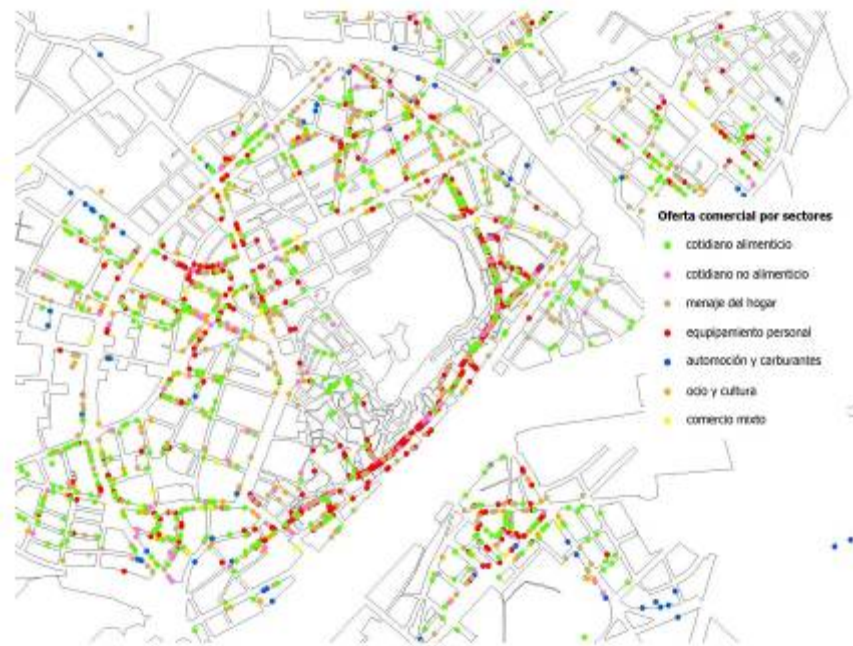 Oferta comercial por sectores
cotidiano alimenticio
cotidiano no alimenticio
menaje del hogar
equpipamiento personal
automoción y carburantes
ocio y cultura
comercio mixto